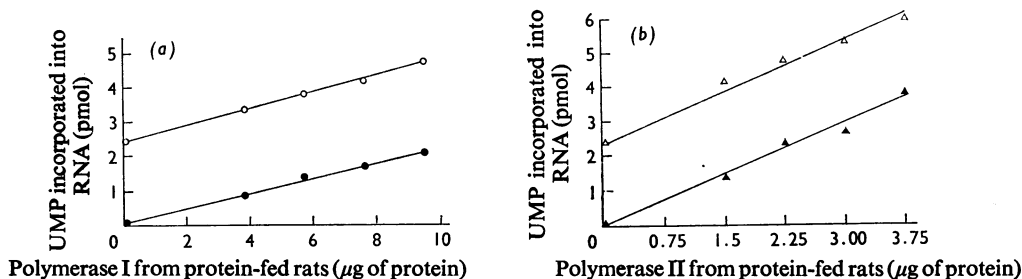 UMP incorporated into
RNA (pmol)
(a)
5
4
3
2
1
0
2
4
6
8
10
Polymerase I from protein-fed rats (μg of protein)
UMP incorporated into
RNA (pmol)
(b)
6
5
4
3
2
1
0
0.75
1.5
2.25
3.00
3.75
Polymerase II from protein-fed rats (μg of protein)